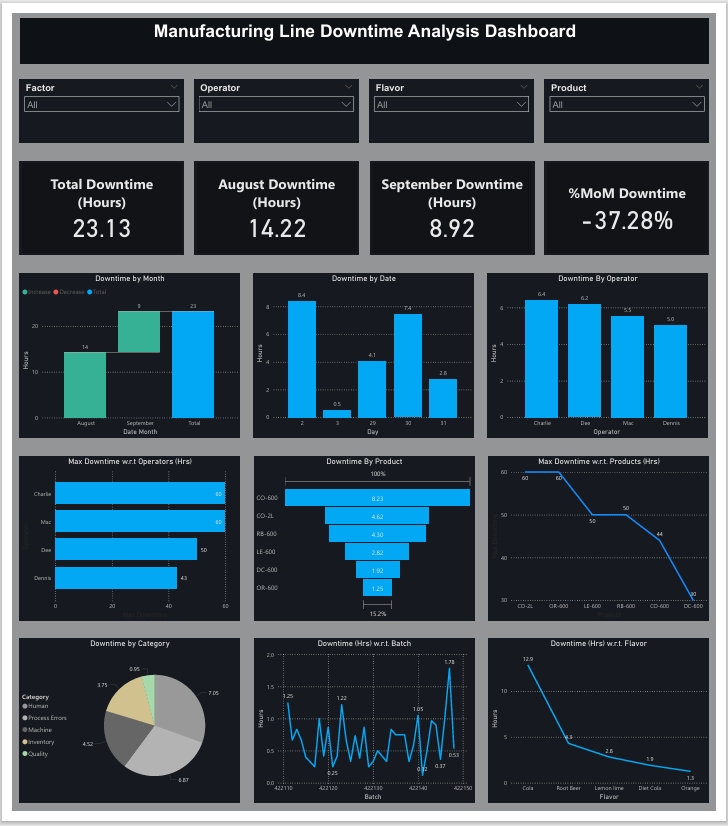 Manufacturing Line Downtime Analysis Dashboard
Factor
All
Operator
All
Flavor
All
Product
All
Total Downtime
(Hours)
23.13
August Downtime
(Hours)
14.22
September Downtime
(Hours)
8.92
%MoM Downtime
-37.28%
Downtime by Month
Increase Decrease Total
Hours
20
10
0
14
9
23
August September Total
Date Month
Downtime by Date
Hours
8
6
4
2
0
8.4
0.5
4.1
7.4
2.8
2 3 29 30 31
Day
Downtime By Operator
Hours
6
4
2
0
6.4
6.2
5.5
5.0
Charlie Dee Mac Dennis
Operator
Max Downtime w.r.t Operators (Hrs)
Charlie 60
Mac 60
Dee 50
Dennis 43
0 20 40 60
Downtime By Product
100%
CO-600 8.23
CO-2L 4.62
RB-600 4.30
LE-600 2.82
DC-600 1.92
OR-600 1.25
15.2%
Max Downtime w.r.t. Products (Hrs)
60
50
40
30
60
60
50
50
44
30
CO-2L OR-600 LE-600 RB-600 CO-600 DC-600
Downtime by Category
Category
Human
Process Errors
Machine
Inventory
Quality
0.95
7.05
3.75
4.52
6.87
Downtime (Hrs) w.r.t. Batch
Hours
2.0
1.5
1.0
0.5
0.0
1.25
0.25
1.22
1.05
0.37
1.78
0.53
422110 422120 422130 422140 422150
Batch
Downtime (Hrs) w.r.t. Flavor
Hours
10
5
0
12.9
4.3
2.8
1.9
1.3
Cola Root Beer Lemon lime Diet Cola Orange
Flavor